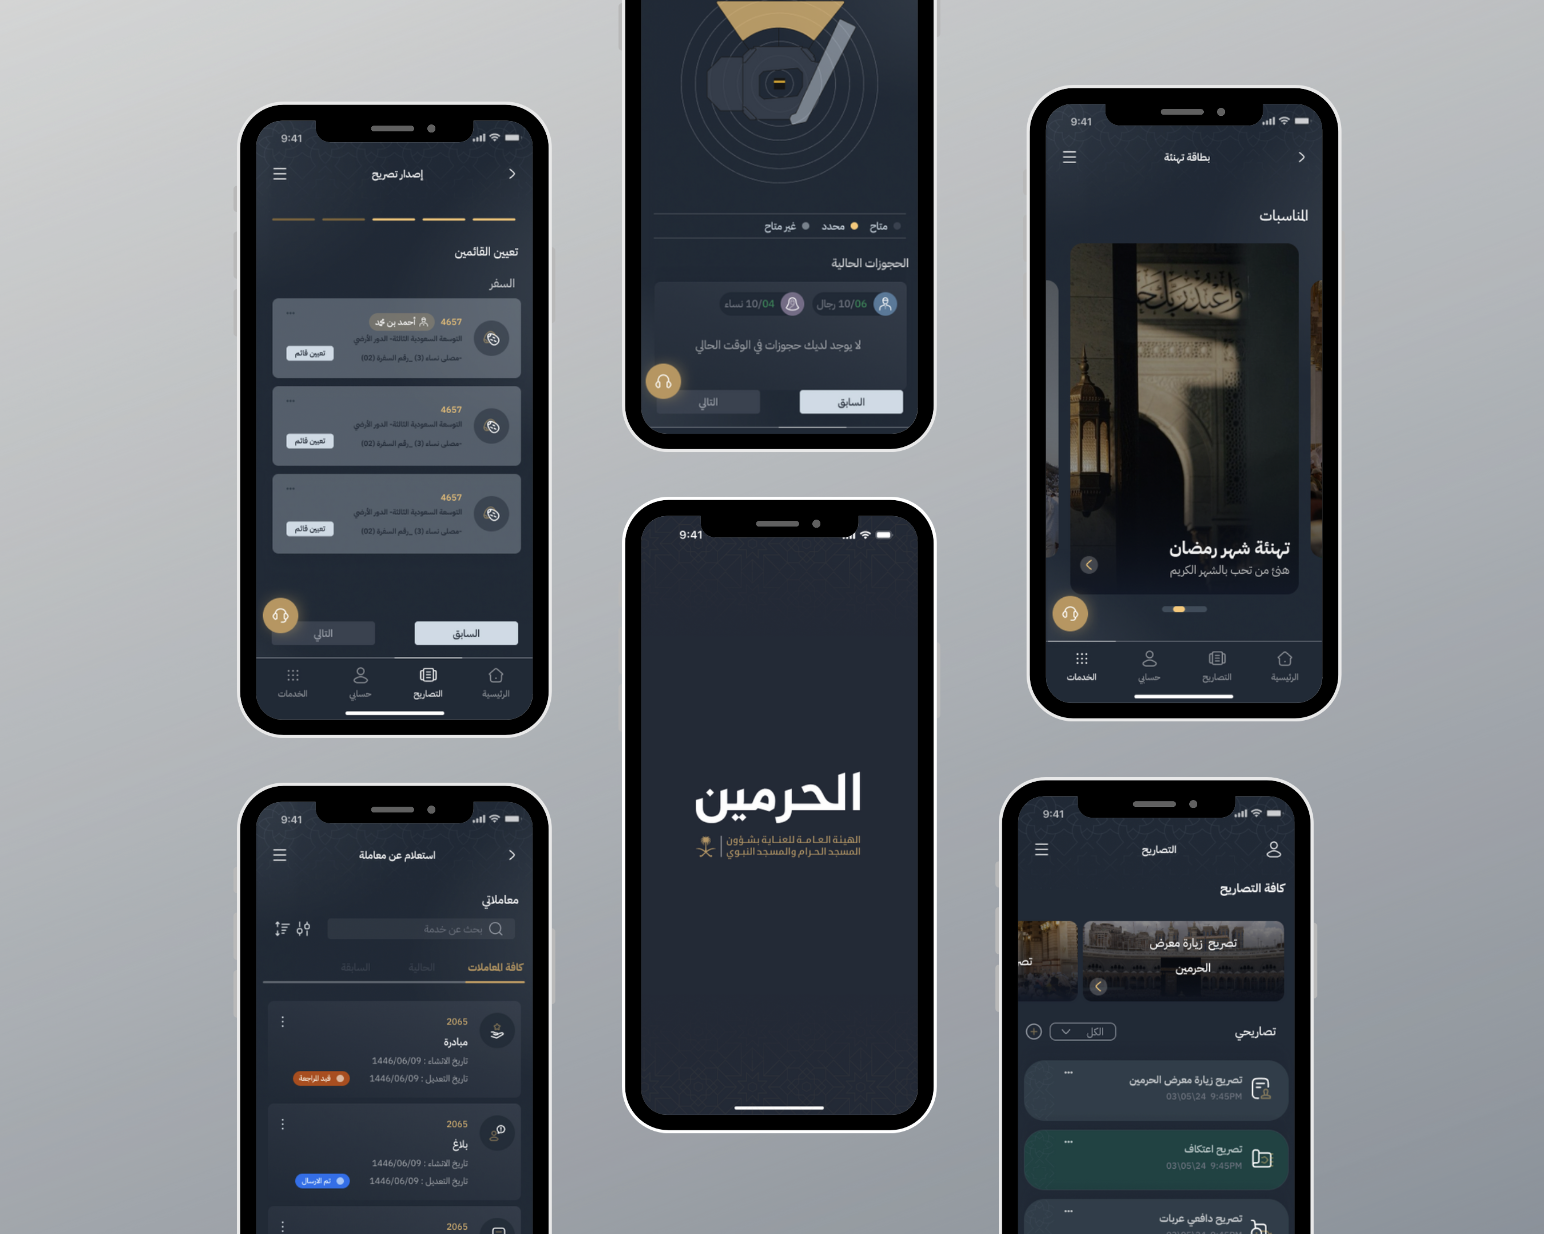 9:41
إصدار تصريح
تعيين القائمين
السفر
4657
أحمد بن محمد
التوسعة السعودية الثالثة- الدور الأرضي
-مصلى نساء (3) _رقم السفرة (02)
تعيين قائم
4657
التوسعة السعودية الثالثة- الدور الأرضي
-مصلى نساء (3) _رقم السفرة (02)
تعيين قائم
4657
التوسعة السعودية الثالثة- الدور الأرضي
-مصلى نساء (3) _رقم السفرة (02)
تعيين قائم
السابق
التالي
الرئيسية
التصاريح
حسابي
الخدمات
متاح
محدد
غير متاح
الحجوزات الحالية
10/06 رجال
10/04 نساء
لا يوجد لديك حجوزات في الوقت الحالي
السابق
التالي
9:41
بطاقة تهنئة
المناسبات
واعبد ربك حتى
تهنئة شهر رمضان
هنئ من تحب بالشهر الكريم
الرئيسية
التصاريح
حسابي
الخدمات
9:41
الحرمين
الهيئة العامة للعناية بشؤون
المسجد الحرام والمسجد النبوي
9:41
استعلام عن معاملة
معاملاتي
بحث عن خدمة
كافة المعاملات
الحالية
السابقة
2065
مبادرة
تاريخ الانشاء : 1446/06/09
تاريخ التعديل : 1446/06/09
قيد المراجعة
2065
بلاغ
تاريخ الانشاء : 1446/06/09
تاريخ التعديل : 1446/06/09
تم الارسال
2065
9:41
التصاريح
كافة التصاريح
تصريح زيارة معرض
الحرمين
تصر
تصاريحي
الكل
تصريح زيارة معرض الحرمين
03\05\24 9:45PM
تصريح اعتكاف
03\05\24 9:45PM
تصريح دافعي عربات